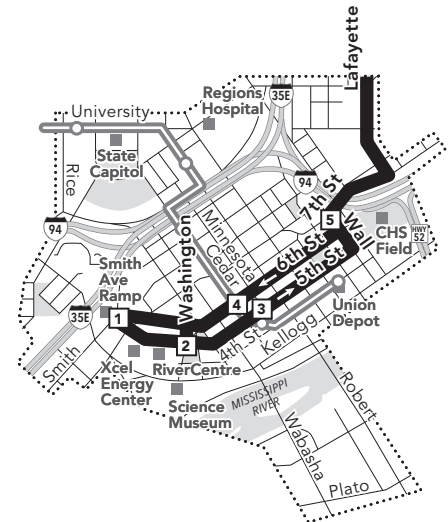 Lafayette
Regions
Hospital
35E
University
State
Capitol
Rice
94
7th St
94
5
Wall
CHS
Field
HWY
52
Minnesota
Cedar
Washington
6th St
5th St
Smith
Ave
Ramp
35E
1
4
3
2
Union
Depot
4th St
Kellogg
Smith
Xcel
Energy
Center
RiverCentre
Science
Museum
MISSISSIPPI
RIVER
Robert
Wabasha
Plato